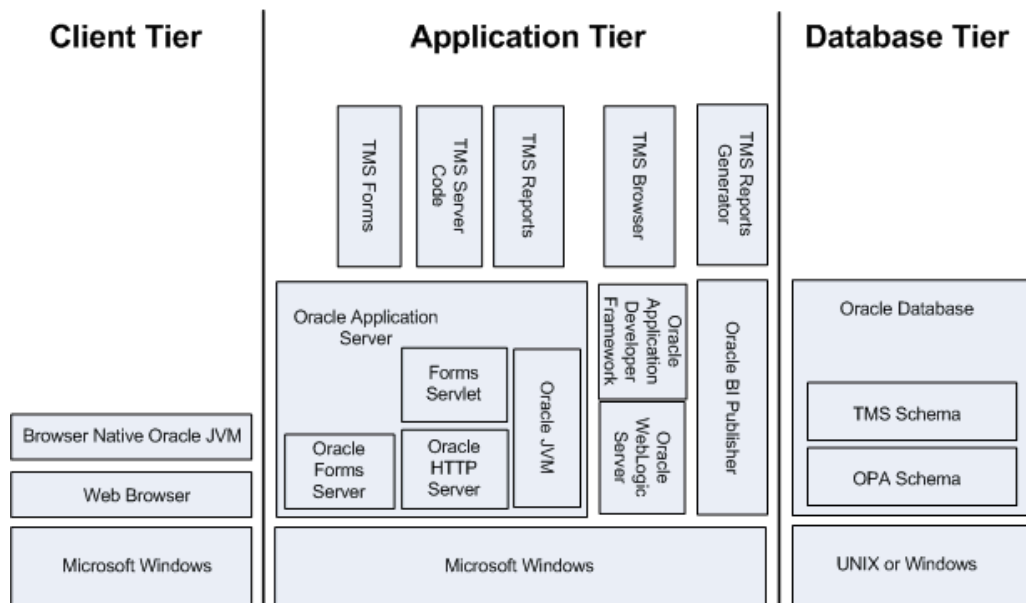 Client Tier
Application Tier
Database Tier
TMS Forms
TMS Server
Code
TMS Reports
TMS Browser
TMS Reports
Generator
Oracle Application
Server
Forms
Servlet
Oracle
Forms
Server
Oracle
HTTP
Server
Oracle JVM
Oracle
Application
Developer
Framework
Oracle
WebLogic
Server
Oracle BI Publisher
Oracle Database
TMS Schema
OPA Schema
Browser Native Oracle JVM
Web Browser
Microsoft Windows
Microsoft Windows
UNIX or Windows